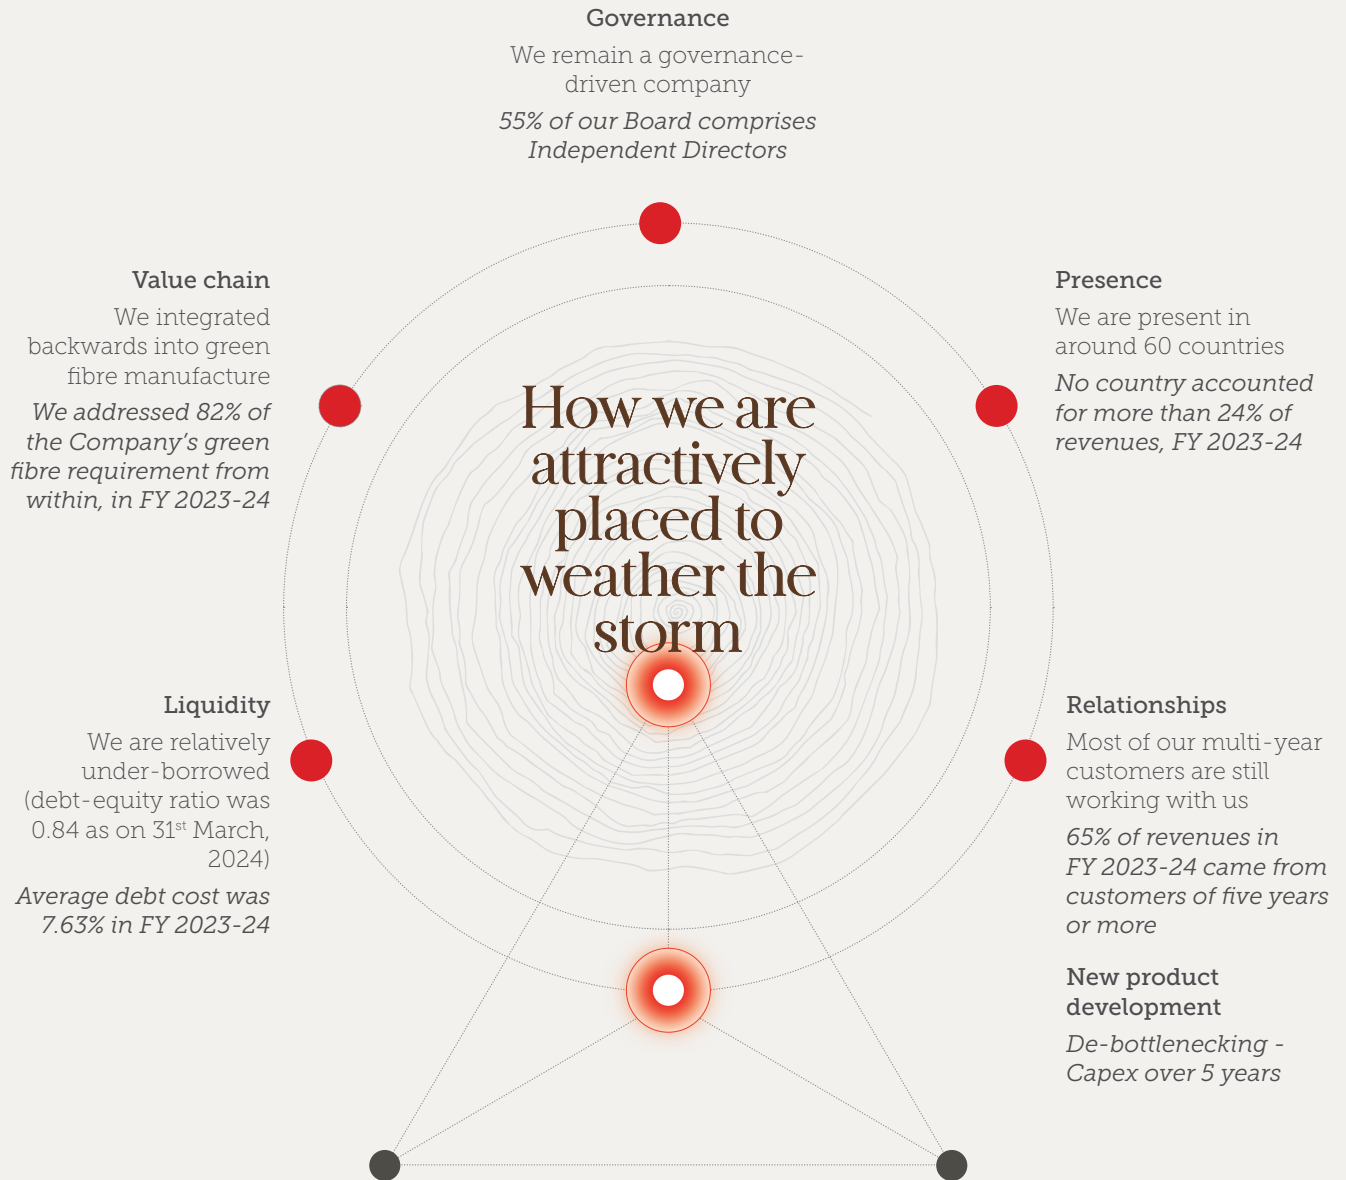 Governance
We remain a governance-
driven company
55% of our Board comprises
Independent Directors
Value chain
We integrated
backwards into green
fibre manufacture
We addressed 82% of
the Company’s green
fibre requirement from
within, in FY 2023-24
Presence
We are present in
around 60 countries
No country accounted
for more than 24% of
revenues, FY 2023-24
How we are
attractively
placed to
weather the
storm
Liquidity
We are relatively
under-borrowed
(debt-equity ratio was
0.84 as on 31st March,
2024)
Average debt cost was
7.63% in FY 2023-24
Relationships
Most of our multi-year
customers are still
working with us
65% of revenues in
FY 2023-24 came from
customers of five years
or more
New product
development
De-bottlenecking -
Capex over 5 years